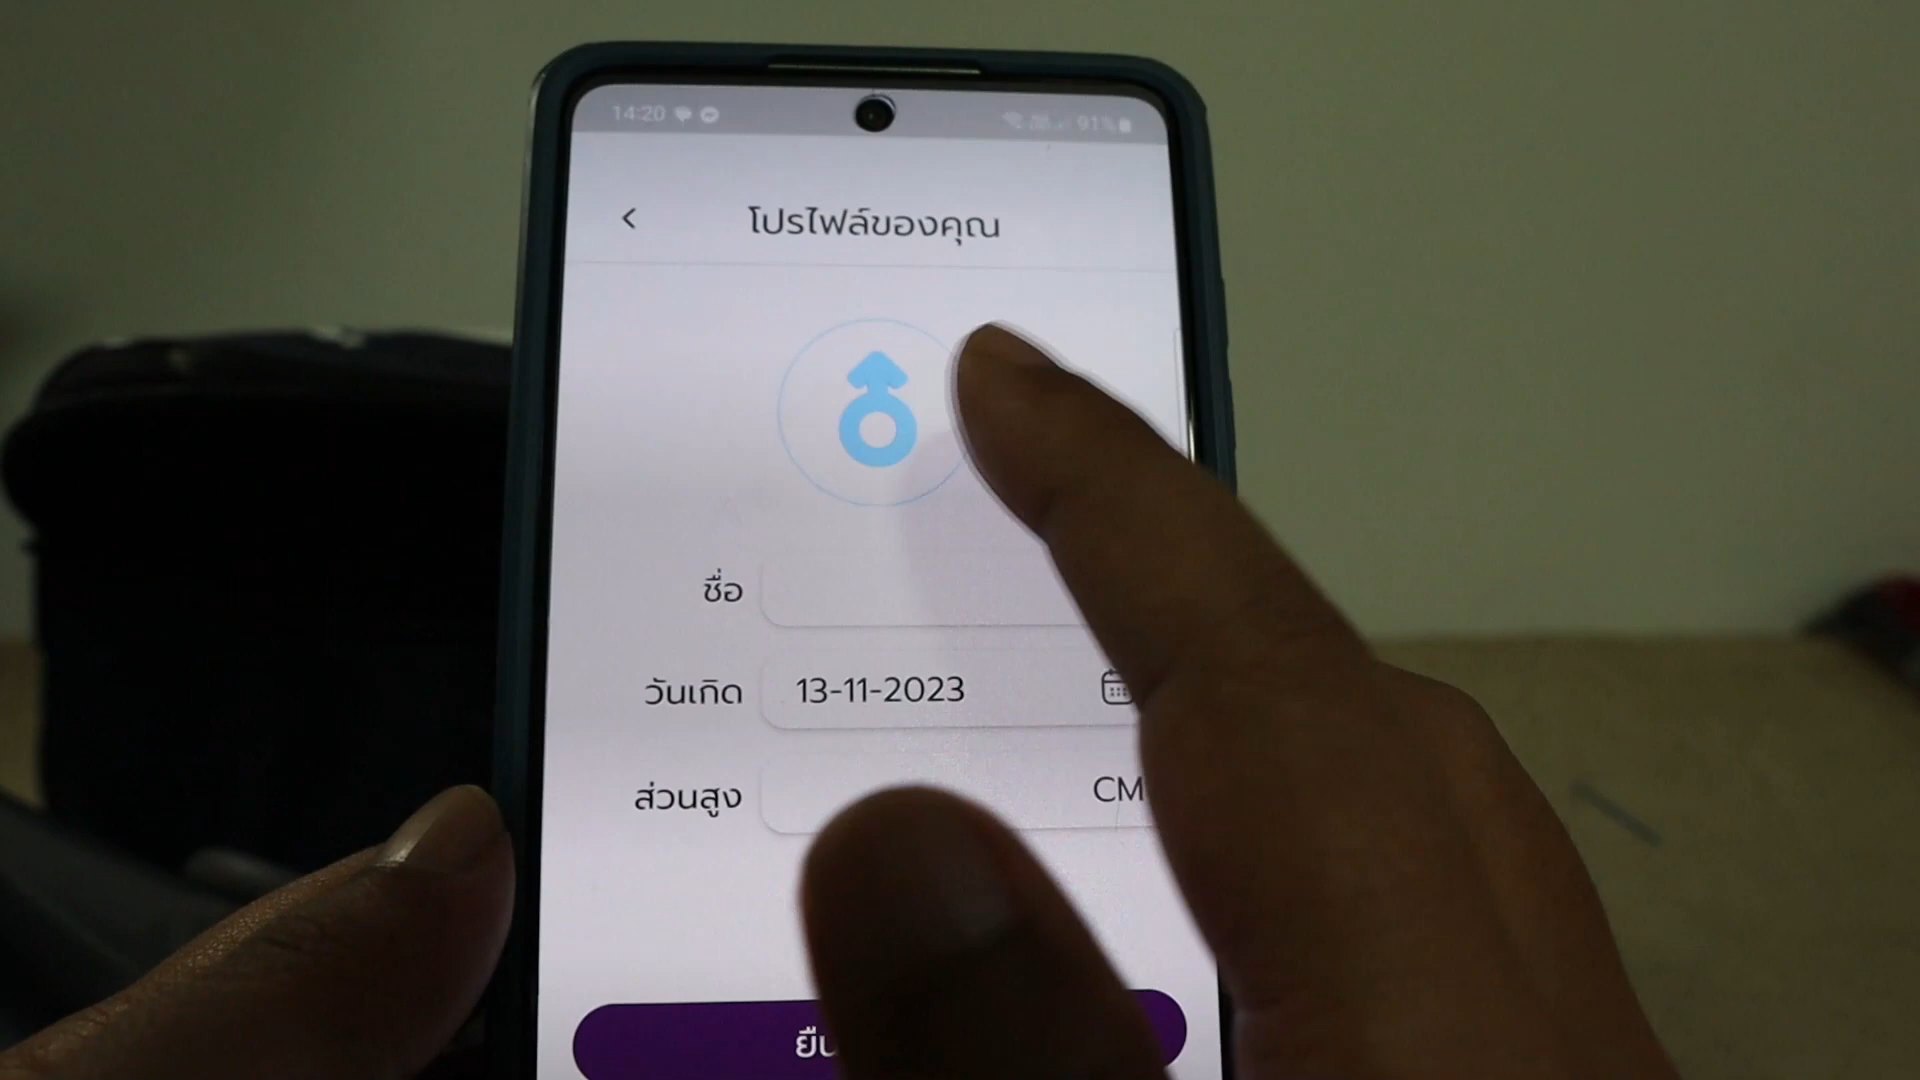 14:20
91%
โปรไฟล์ของคุณ
ชื่อ
วันเกิด 13-11-2023
ส่วนสูง CM